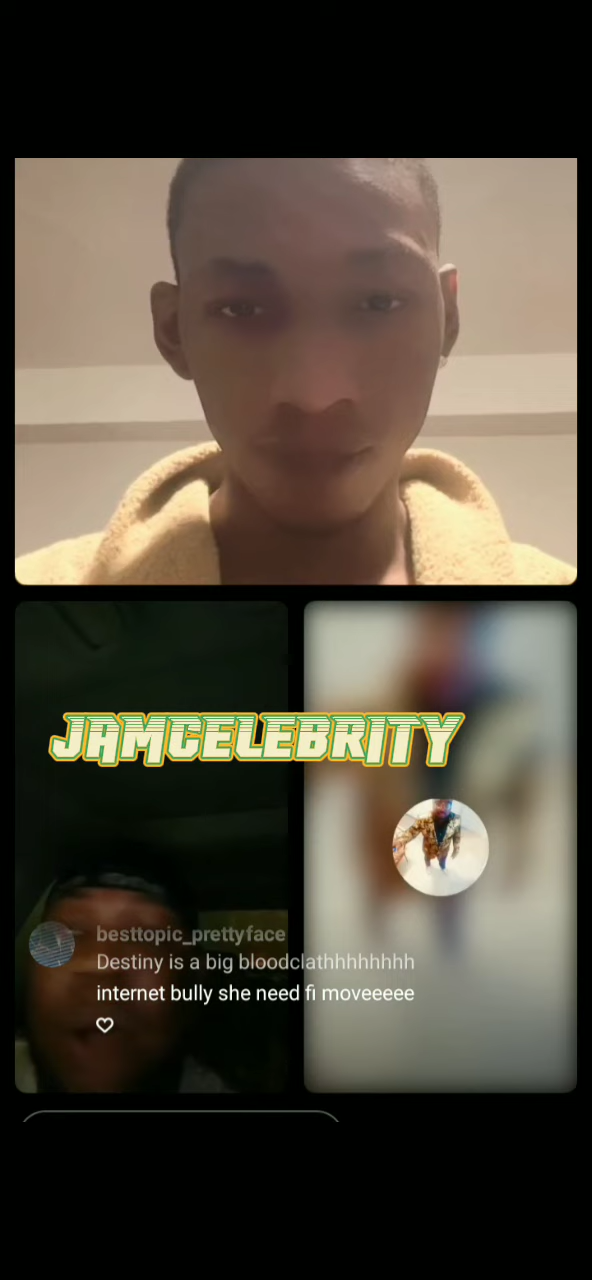 JAMCELEBRITY
besttopic_prettyface
Destiny is a big bloodclathhhhhhhh
internet bully she need fi moveeeee